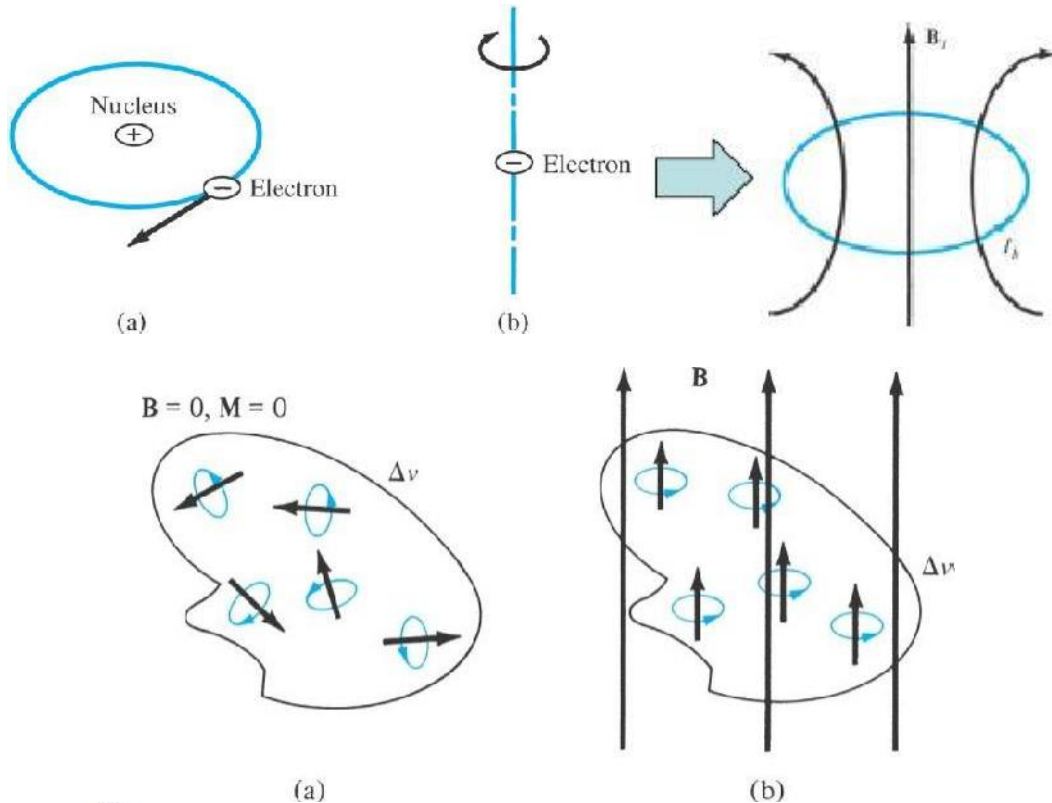 Nucleus
+
−
Electron
(a)
−
Electron
(b)
B
B = 0, M = 0
Δv
(a)
B
Δv
(b)